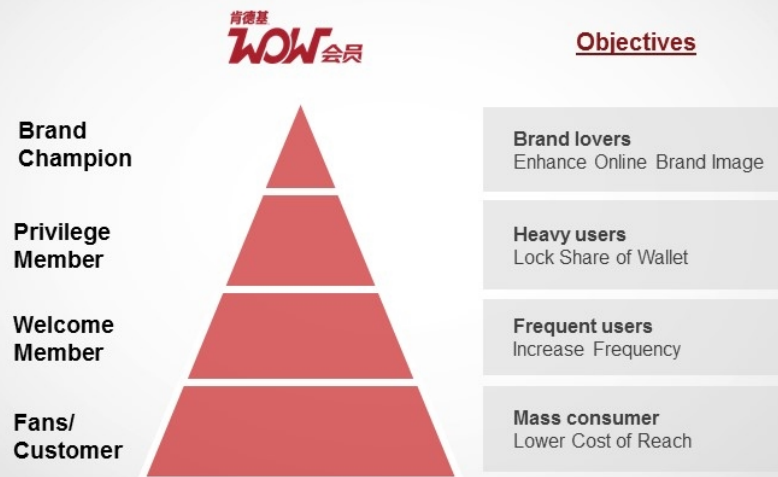 肯德基
WOW会员
Objectives
Brand
Champion
Brand lovers
Enhance Online Brand Image
Privilege
Member
Heavy users
Lock Share of Wallet
Welcome
Member
Frequent users
Increase Frequency
Fans/
Customer
Mass consumer
Lower Cost of Reach